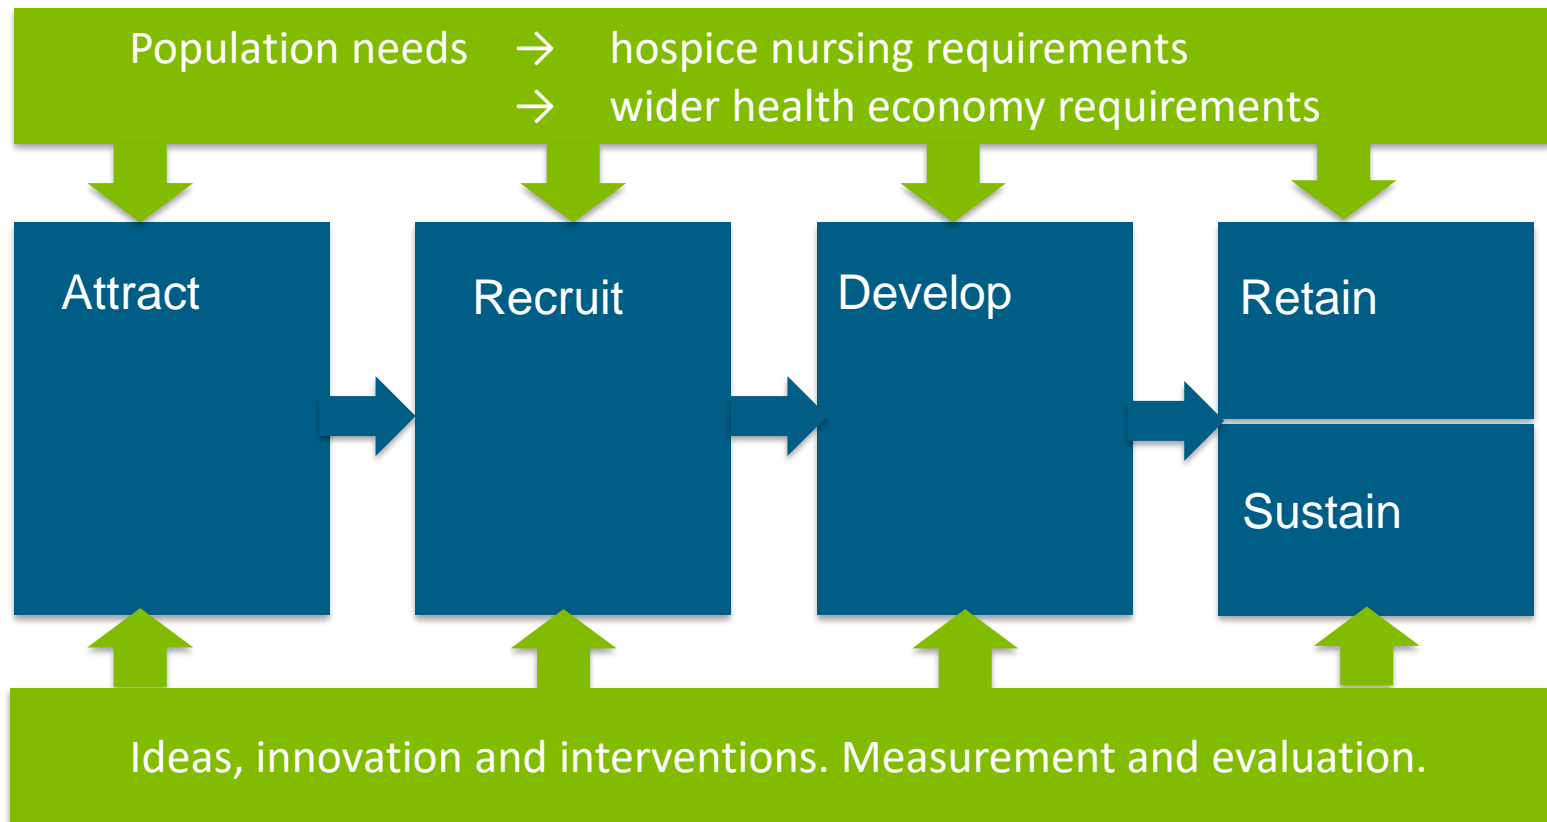 Population needs → hospice nursing requirements
→ wider health economy requirements
Attract
Recruit
Develop
Retain
Sustain
Ideas, innovation and interventions. Measurement and evaluation.